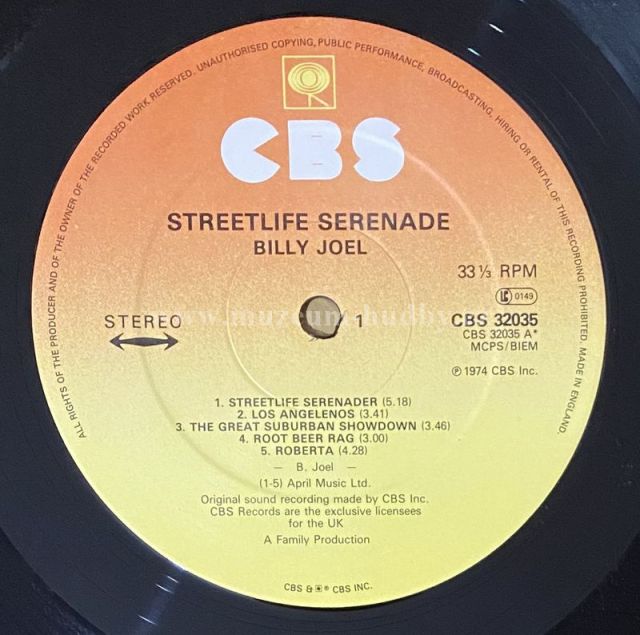 ALL RIGHTS OF THE PRODUCER AND OF THE OWNER OF THE RECORDED WORK RESERVED. UNAUTHORISED COPYING, PUBLIC PERFORMANCE, BROADCASTING, HIRING OR RENTAL OF THIS RECORDING PROHIBITED. MADE IN ENGLAND.
CBS
STREETLIFE SERENADE
BILLY JOEL
33 1/3 RPM
LC 0149
STEREO
1
CBS 32035
CBS 32035 A*
MCPS/BIEM
℗ 1974 CBS Inc.
1. STREETLIFE SERENADER (5.18)
2. LOS ANGELENOS (3.41)
3. THE GREAT SUBURBAN SHOWDOWN (3.46)
4. ROOT BEER RAG (3.00)
5. ROBERTA (4.28)
— B. Joel —
(1-5) April Music Ltd.
Original sound recording made by CBS Inc.
CBS Records are the exclusive licensees
for the UK
A Family Production
CBS & ® CBS INC.